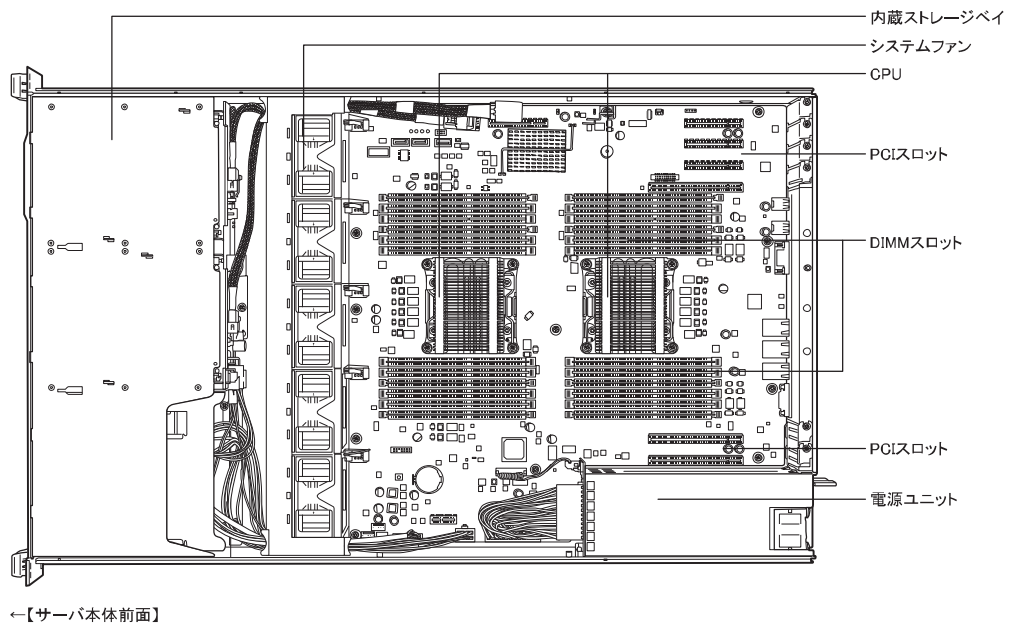 内蔵ストレージベイ
システムファン
CPU
PCIスロット
DIMMスロット
PCIスロット
電源ユニット
←【サーバ本体前面】